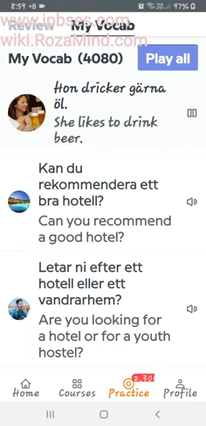 8:59 +B
97%
Review My Vocab
www.ipbses.com
wiki.RozaMind.com
My Vocab (4080) Play all
Hon dricker gärna
öl.
She likes to drink
beer.
Kan du
rekommendera ett
bra hotell?
Can you recommend
a good hotel?
Letar ni efter ett
hotell eller ett
vandrarhem?
Are you looking for
a hotel or for a youth
hostel?
2.30
Home Courses Practice Profile